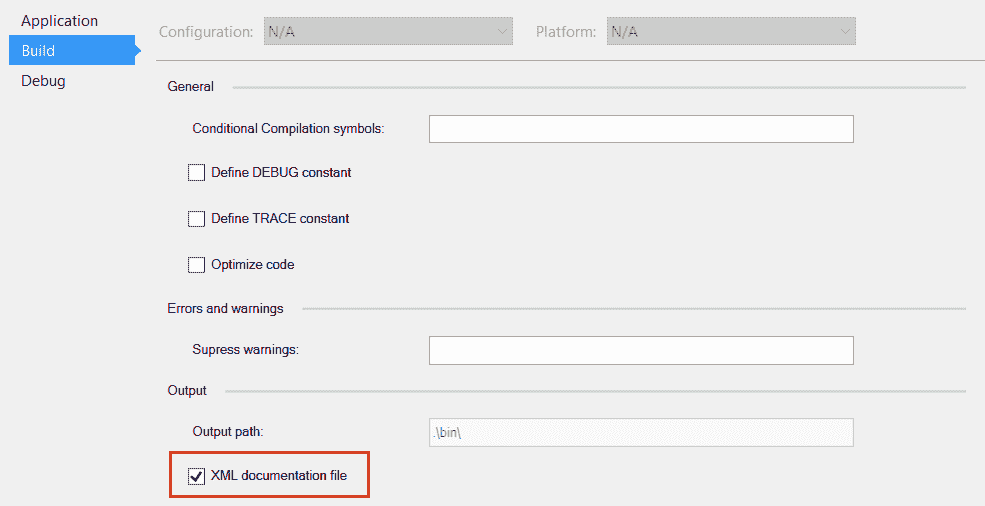 Application
Build
Debug
Configuration: N/A Platform: N/A
General
Conditional Compilation symbols:
Define DEBUG constant
Define TRACE constant
Optimize code
Errors and warnings
Supress warnings:
Output
Output path: .\bin\
XML documentation file